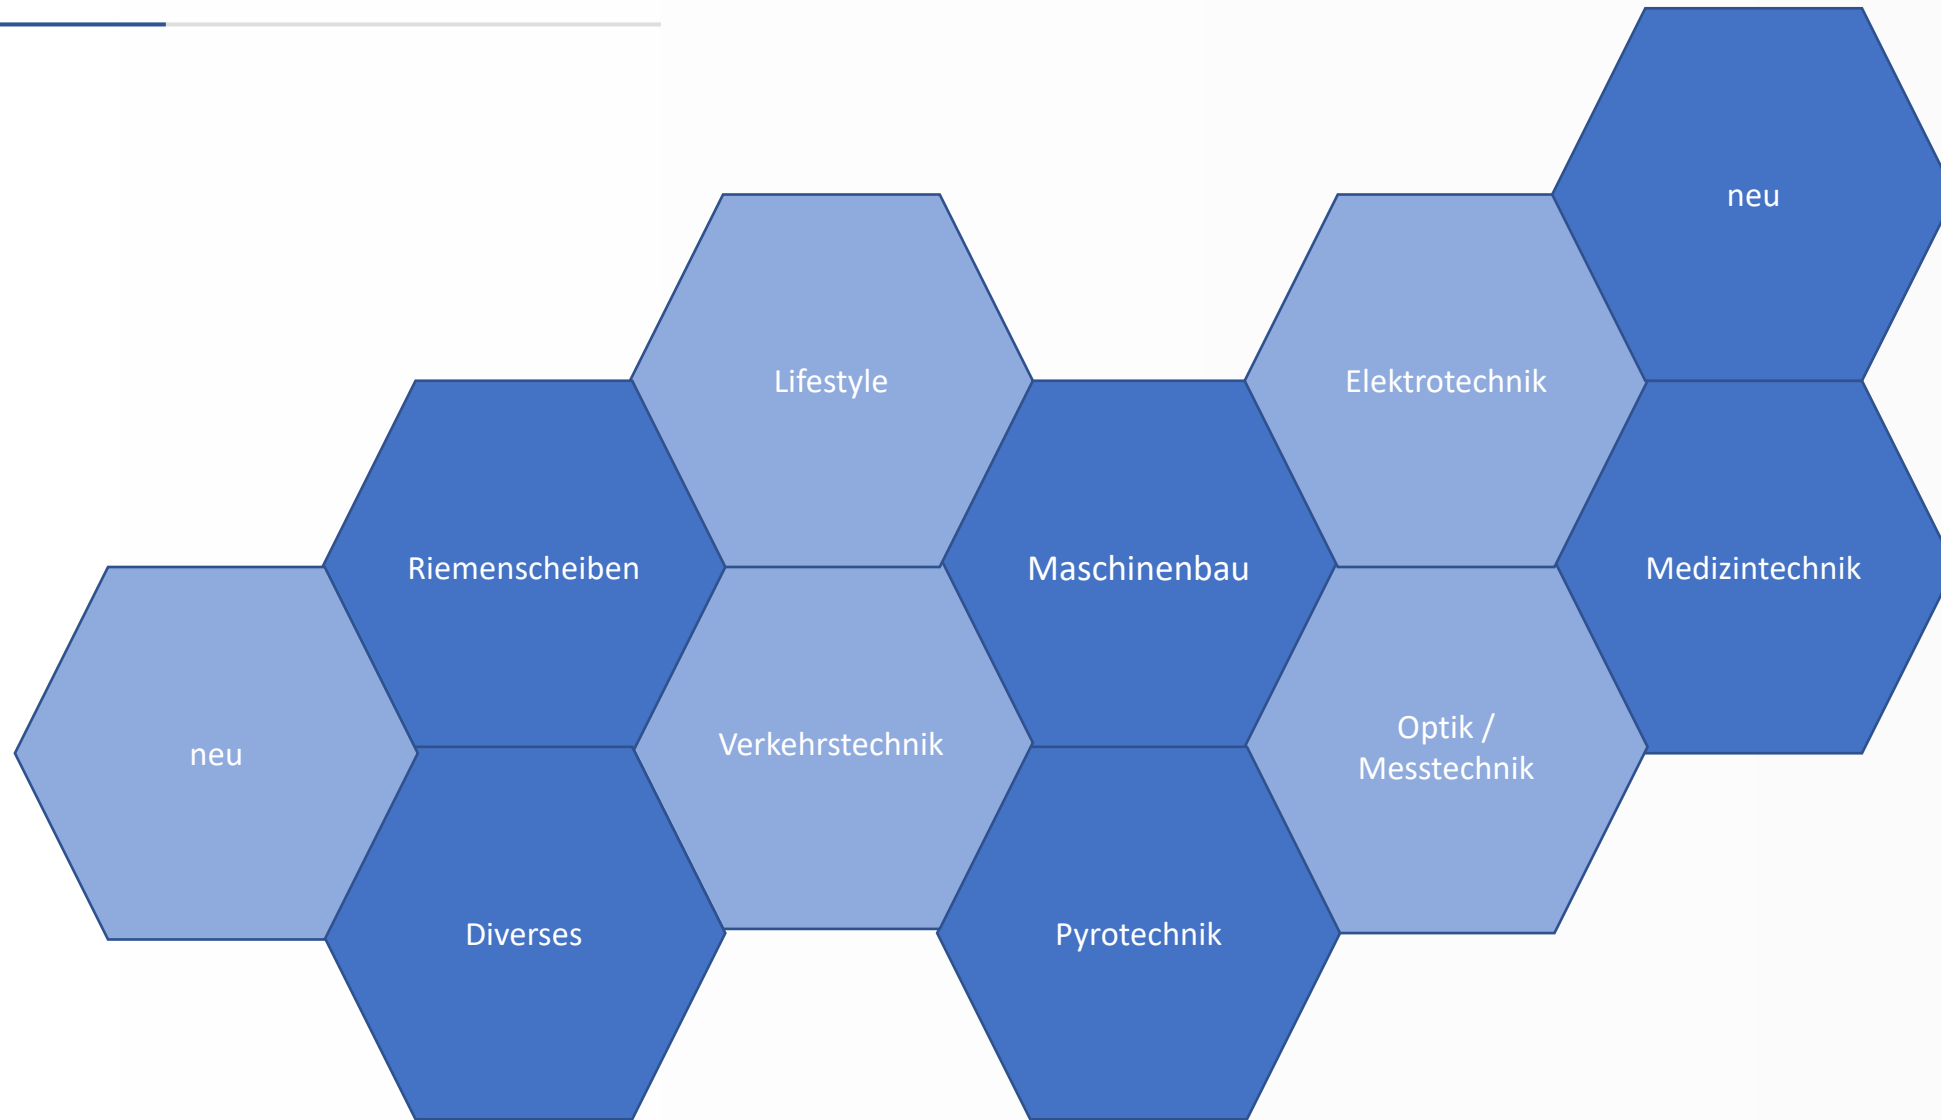 neu
Lifestyle
Elektrotechnik
Riemenscheiben
Maschinenbau
Medizintechnik
neu
Verkehrstechnik
Optik /
Messtechnik
Diverses
Pyrotechnik